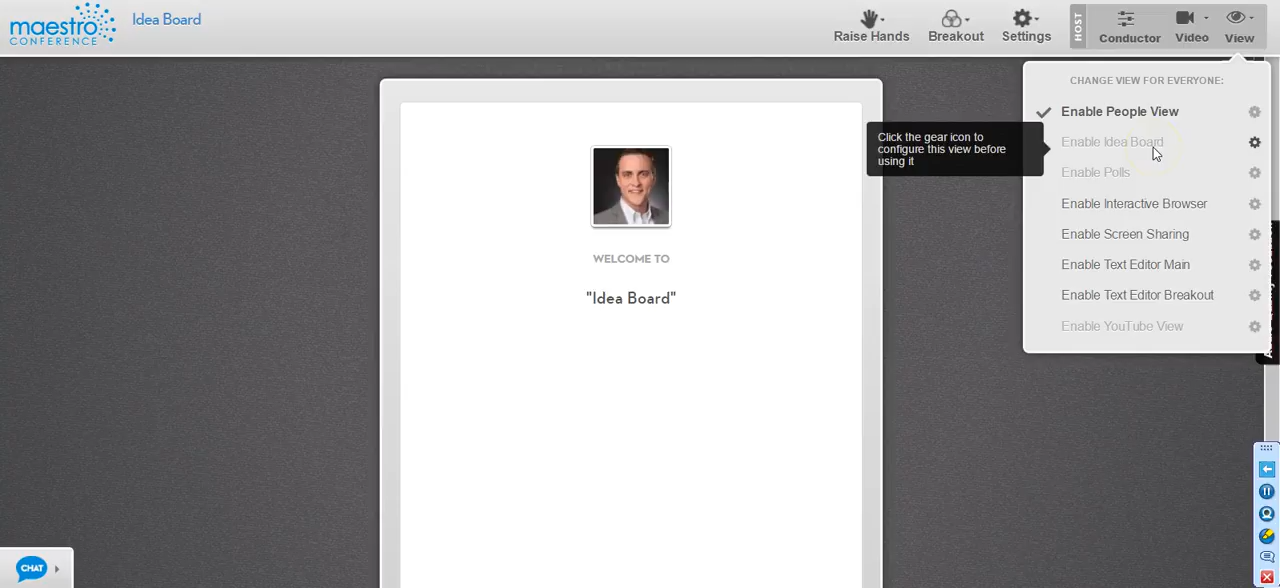 maestro
CONFERENCE
Idea Board
Raise Hands
Breakout
Settings
HOST
Conductor
Video
View
CHANGE VIEW FOR EVERYONE:
Enable People View
Enable Idea Board
Enable Polls
Enable Interactive Browser
Enable Screen Sharing
Enable Text Editor Main
Enable Text Editor Breakout
Enable YouTube View
Click the gear icon to
configure this view before
using it
WELCOME TO
"Idea Board"
CHAT